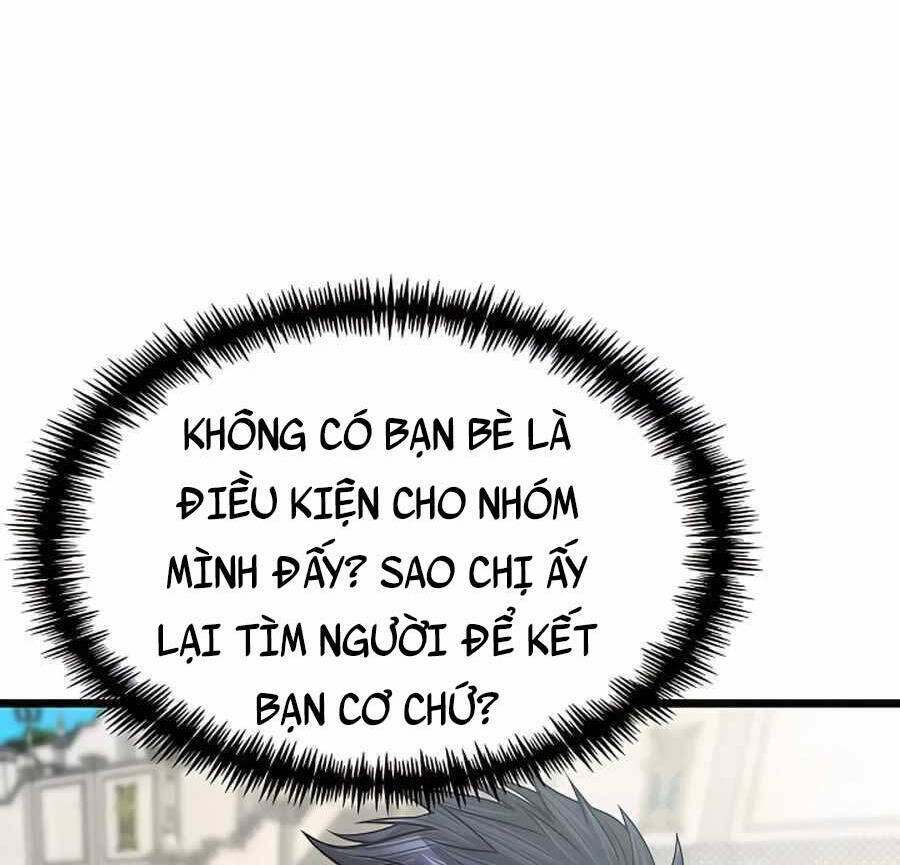 KHÔNG CÓ BẠN BÈ LÀ
ĐIỀU KIỆN CHO NHÓM
MÌNH ĐẤY? SAO CHỊ ẤY
LẠI TÌM NGƯỜI ĐỂ KẾT
BẠN CƠ CHỨ?